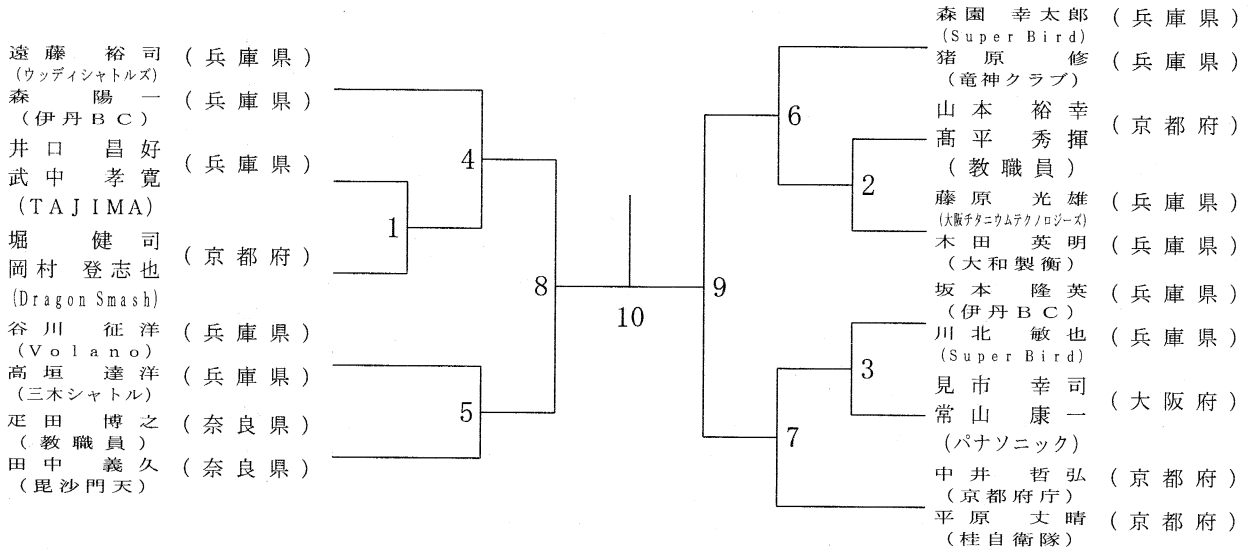 遠藤 裕司 (兵庫県)
(ウッディシャトルズ)
森 陽一 (兵庫県)
(伊丹BC)
井口 昌好
武中 孝寛 (兵庫県)
(TAJIMA)
堀 健司
岡村 登志也 (京都府)
(Dragon Smash)
谷川 征洋 (兵庫県)
(Volano)
高垣 達洋 (兵庫県)
(三木シャトル)
疋田 博之 (奈良県)
(教職員)
田中 義久 (奈良県)
(毘沙門天)
4
1
8
5
10
9
6
2
3
7
森園 幸太郎 (兵庫県)
(Super Bird)
猪原 修 (兵庫県)
(竜神クラブ)
山本 裕幸
髙平 秀揮 (京都府)
(教職員)
藤原 光雄 (兵庫県)
(大阪チタニウムテクノロジーズ)
木田 英明 (兵庫県)
(大和製衡)
坂本 隆英 (兵庫県)
(伊丹BC)
川北 敏也 (兵庫県)
(Super Bird)
見市 幸司
常山 康一 (大阪府)
(パナソニック)
中井 哲弘 (京都府)
(京都府庁)
平原 丈晴 (京都府)
(桂自衛隊)